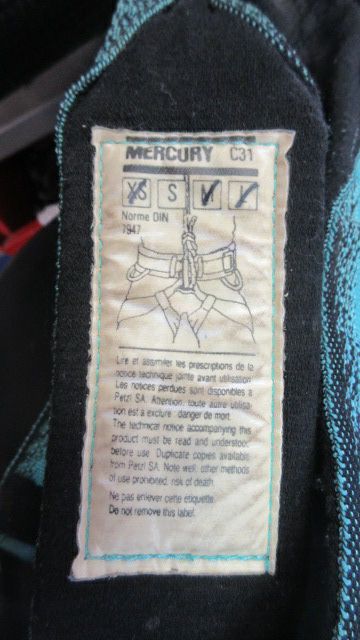 MERCURY C31
XS S M L
Norme DIN
7947
Lire et assimiler les prescriptions de la
notice technique jointe avant utilisation
Les notices perdues sont disponibles à
Petzl SA. Attention, toute autre utilisa-
tion est à exclure : danger de mort.
The technical notice accompanying this
product must be read and understood
before use. Duplicate copies available
from Petzl SA. Note well, other methods
of use prohibited, risk of death.
Ne pas enlever cette étiquette.
Do not remove this label.